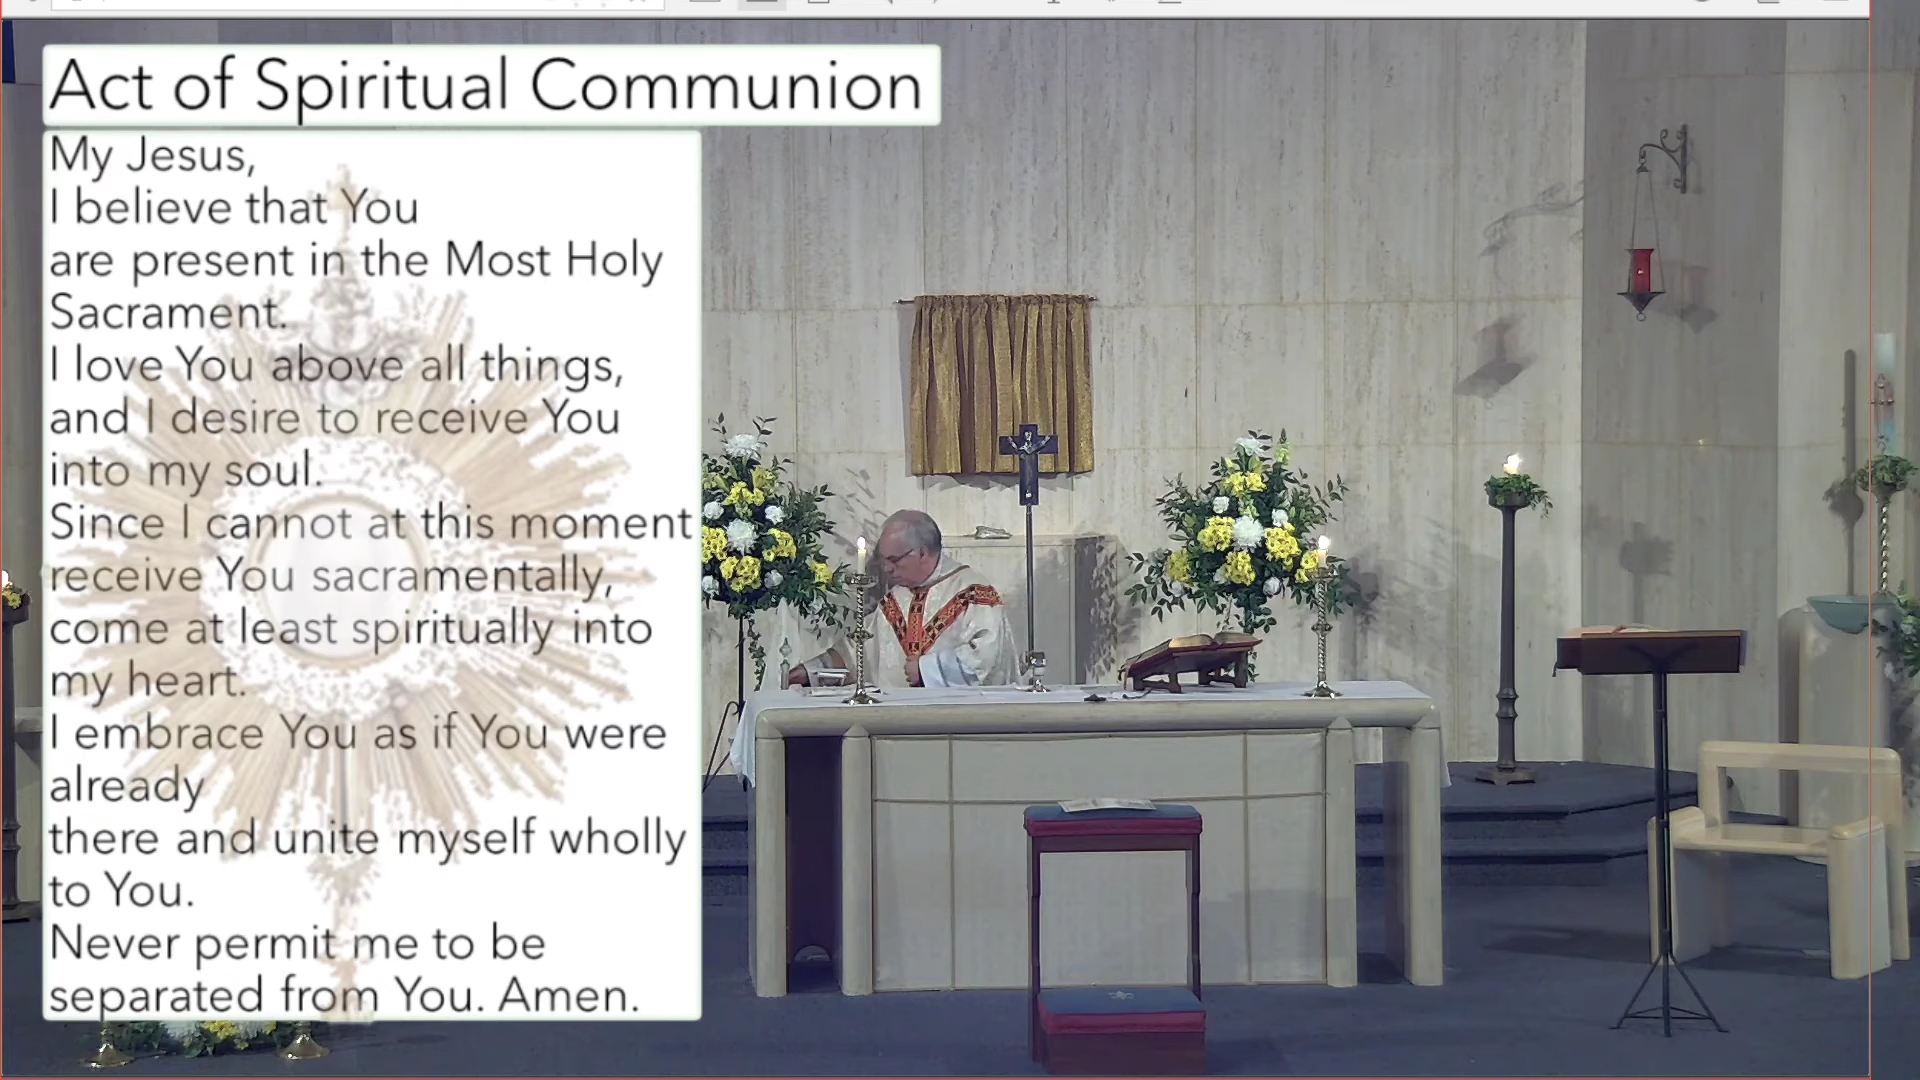 Act of Spiritual Communion
My Jesus,
I believe that You
are present in the Most Holy
Sacrament.
I love You above all things,
and I desire to receive You
into my soul.
Since I cannot at this moment
receive You sacramentally,
come at least spiritually into
my heart.
I embrace You as if You were
already
there and unite myself wholly
to You.
Never permit me to be
separated from You. Amen.